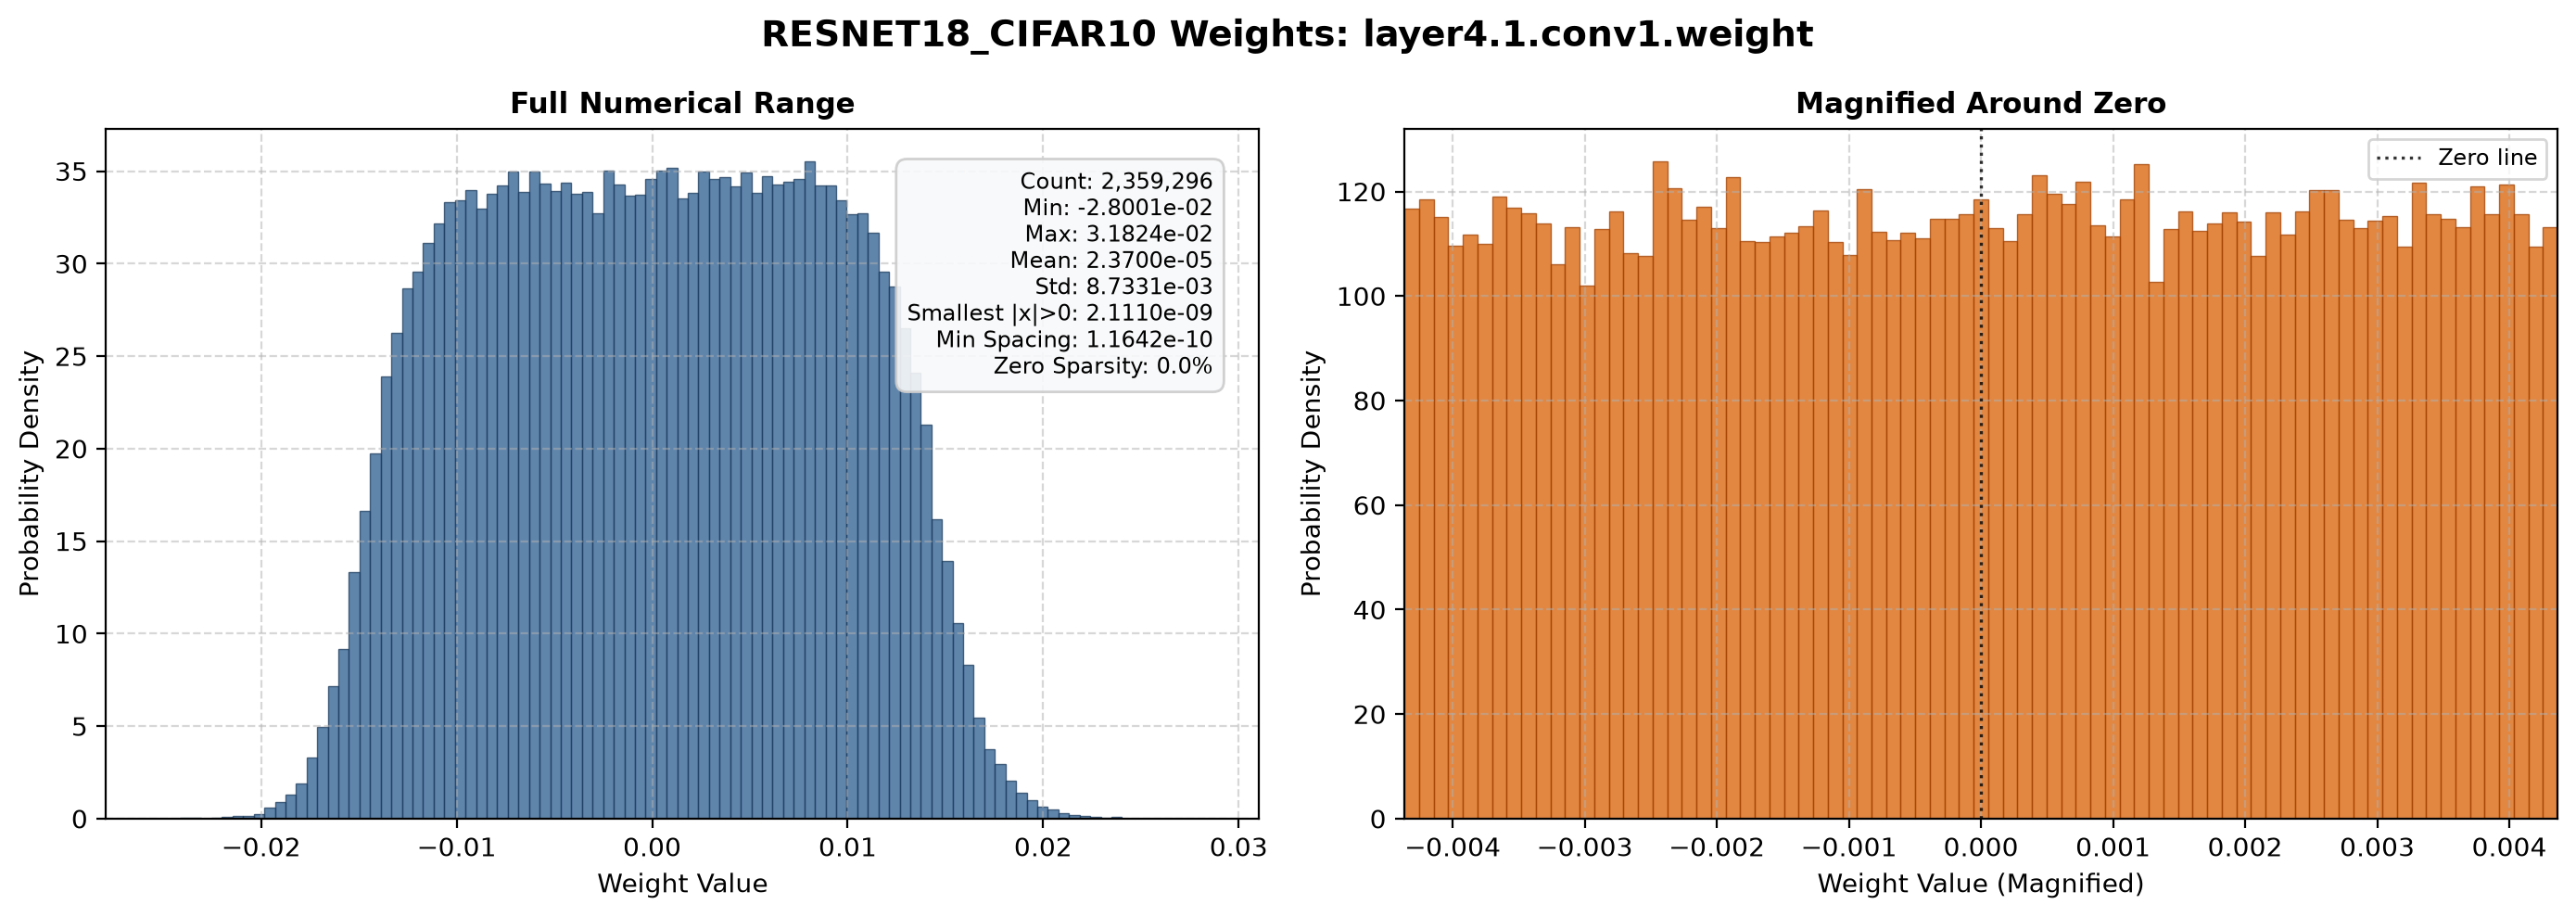 RESNET18_CIFAR10 Weights: layer4.1.conv1.weight
Full Numerical Range
Probability Density
35
30
25
20
15
10
5
0
Count: 2,359,296
Min: -2.8001e-02
Max: 3.1824e-02
Mean: 2.3700e-05
Std: 8.7331e-03
Smallest |x|>0: 2.1110e-09
Min Spacing: 1.1642e-10
Zero Sparsity: 0.0%
−0.02 −0.01 0.00 0.01 0.02 0.03
Weight Value
Magnified Around Zero
Probability Density
120
100
80
60
40
20
0
Zero line
−0.004 −0.003 −0.002 −0.001 0.000 0.001 0.002 0.003 0.004
Weight Value (Magnified)